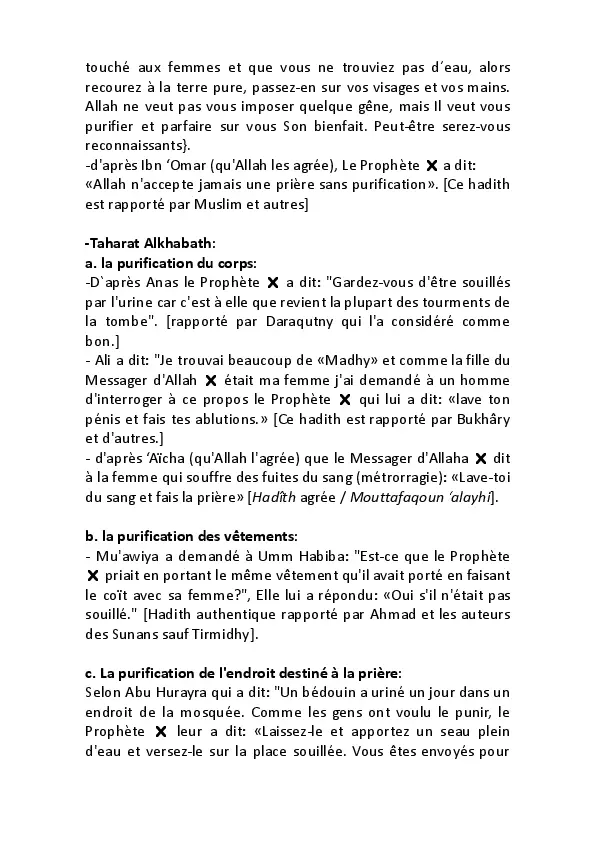 touché aux femmes et que vous ne trouviez pas d´eau, alors
recourez à la terre pure, passez-en sur vos visages et vos mains.
Allah ne veut pas vous imposer quelque gêne, mais Il veut vous
purifier et parfaire sur vous Son bienfait. Peut-être serez-vous
reconnaissants}.
-d'après Ibn ‘Omar (qu'Allah les agrée), Le Prophète ✗ a dit:
«Allah n'accepte jamais une prière sans purification». [Ce hadith
est rapporté par Muslim et autres]
-Taharat Alkhabath:
a. la purification du corps:
-D`après Anas le Prophète ✗ a dit: "Gardez-vous d'être souillés
par l'urine car c'est à elle que revient la plupart des tourments de
la tombe". [rapporté par Daraqutny qui l'a considéré comme
bon.]
- Ali a dit: "Je trouvai beaucoup de «Madhy» et comme la fille du
Messager d'Allah ✗ était ma femme j'ai demandé à un homme
d'interroger à ce propos le Prophète ✗ qui lui a dit: «lave ton
pénis et fais tes ablutions.» [Ce hadith est rapporté par Bukhâry
et d'autres.]
- d'après ‘Aïcha (qu'Allah l'agrée) que le Messager d'Allaha ✗ dit
à la femme qui souffre des fuites du sang (métrorragie): «Lave-toi
du sang et fais la prière» [Hadîth agrée / Mouttafaqoun ‘alayhi].
b. la purification des vêtements:
- Mu'awiya a demandé à Umm Habiba: "Est-ce que le Prophète
✗ priait en portant le même vêtement qu'il avait porté en faisant
le coït avec sa femme?", Elle lui a répondu: «Oui s'il n'était pas
souillé." [Hadith authentique rapporté par Ahmad et les auteurs
des Sunans sauf Tirmidhy].
c. La purification de l'endroit destiné à la prière:
Selon Abu Hurayra qui a dit: "Un bédouin a uriné un jour dans un
endroit de la mosquée. Comme les gens ont voulu le punir, le
Prophète ✗ leur a dit: «Laissez-le et apportez un seau plein
d'eau et versez-le sur la place souillée. Vous êtes envoyés pour